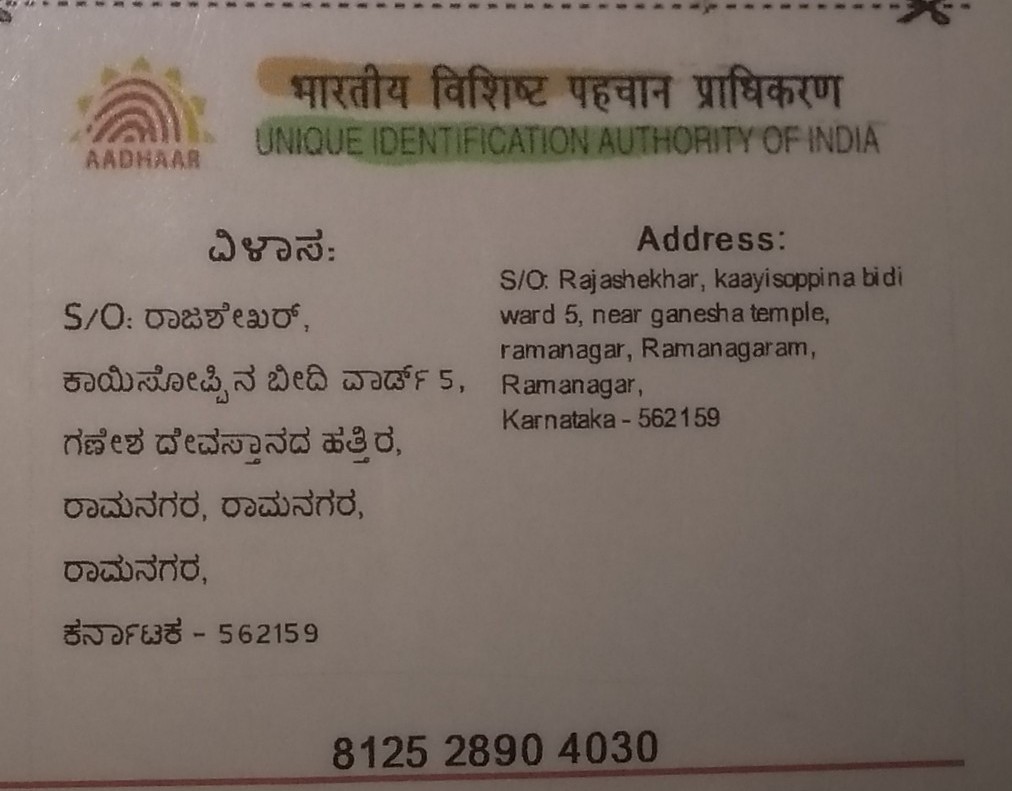 भारतीय विशिष्ट पहचान प्राधिकरण
UNIQUE IDENTIFICATION AUTHORITY OF INDIA
AADHAAR
ವಿಳಾಸ:
S/O: ರಾಜಶೇಖರ್,
ಕಾಯಿಸೋಪ್ಪಿನ ಬೀದಿ ವಾರ್ಡ್ 5,
ಗಣೇಶ ದೇವಸ್ತಾನದ ಹತ್ತಿರ,
ರಾಮನಗರ, ರಾಮನಗರ,
ರಾಮನಗರ,
ಕರ್ನಾಟಕ - 562159
Address:
S/O: Rajashekhar, kaayisoppina bidi
ward 5, near ganesha temple,
ramanagar, Ramanagaram,
Ramanagar,
Karnataka - 562159
8125 2890 4030